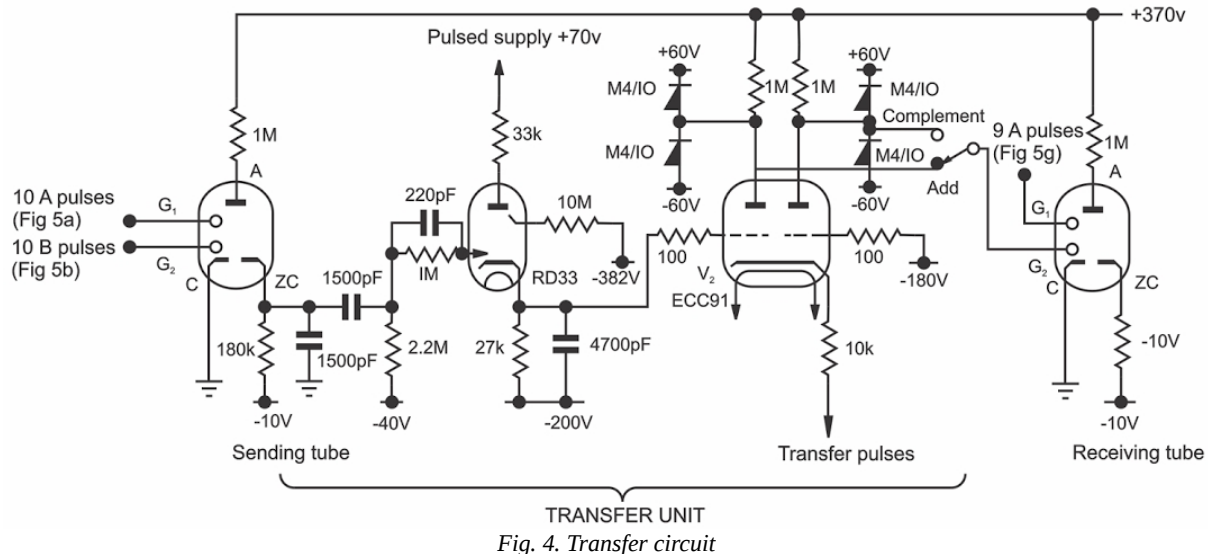 +370v
Pulsed supply +70v
+60V
+60V
M4/IO
1M
1M
M4/IO
1M
33k
Complement
9 A pulses
(Fig 5g)
1M
M4/IO
M4/IO
A
220pF
Add
A
10 A pulses
(Fig 5a)
G₁
10M
-60V
-60V
G₁
10 B pulses
(Fig 5b)
G₂
IM
100
100
G₂
C
ZC
1500pF
RD33
-382V
V₂
ECC91
-180V
C
ZC
180k
1500pF
2.2M
27k
4700pF
10k
-10V
-10V
-40V
-200V
-10V
Sending tube
Transfer pulses
Receiving tube
TRANSFER UNIT
Fig. 4. Transfer circuit